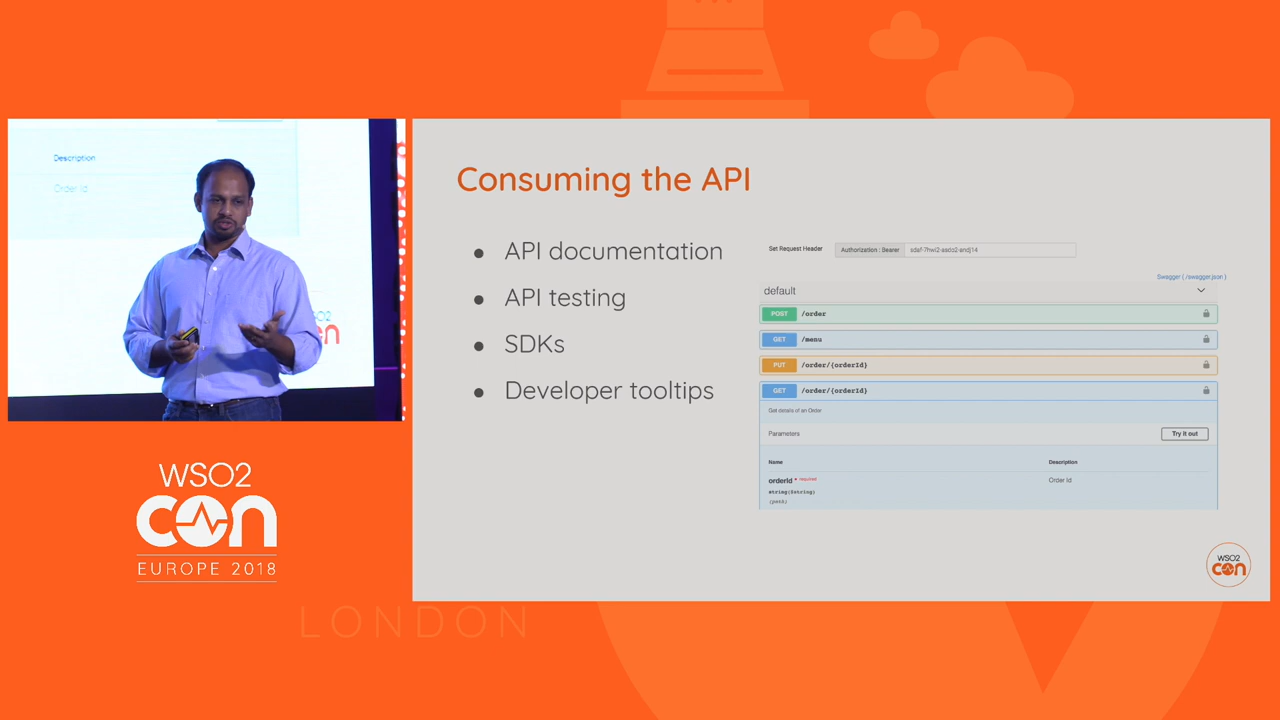 Description
Order Id
CON
WSO2
CON
EUROPE 2018
LONDON
Consuming the API
● API documentation
● API testing
● SDKs
● Developer tooltips
Set Request Header
Authorization : Bearer
Swagger ( /swagger.json )
default
POST /order
GET /menu
PUT /order/{orderId}
GET /order/{orderId}
Get details of an Order
Parameters
Try it out
Name Description
orderId * required Order Id
string($string)
(path)
WSO2
CON